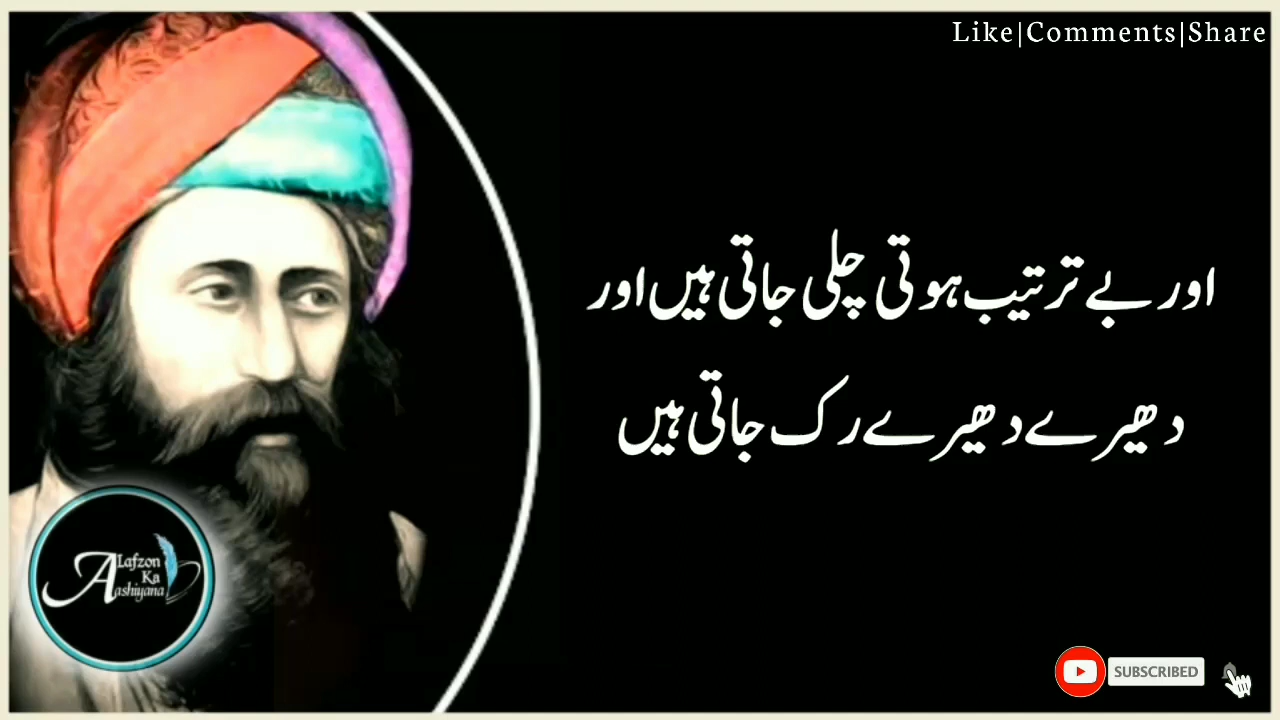 Like|Comments|Share
اور بے ترتیب ہوتی چلی جاتی ہیں اور
دھیرے دھیرے رک جاتی ہیں
Lafzon
Ka
Aashiyana
SUBSCRIBED